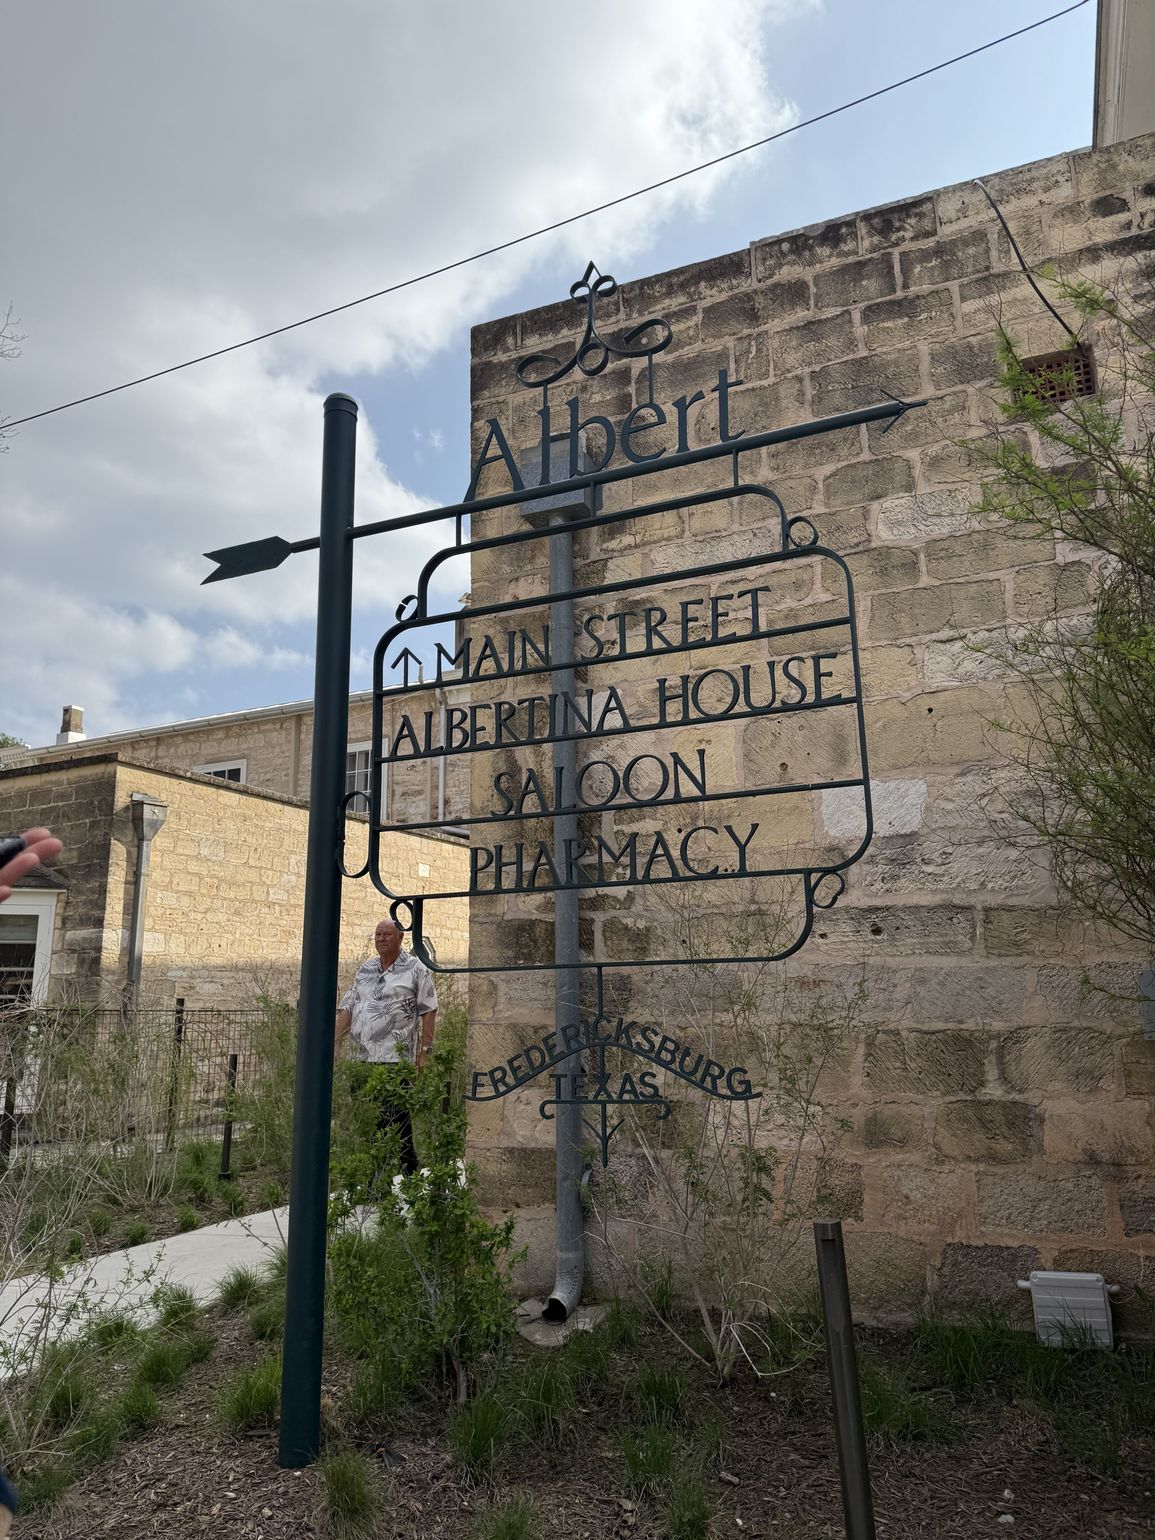 Albert
↑ MAIN STREET
ALBERTINA HOUSE
SALOON
PHARMACY
FREDERICKSBURG
TEXAS